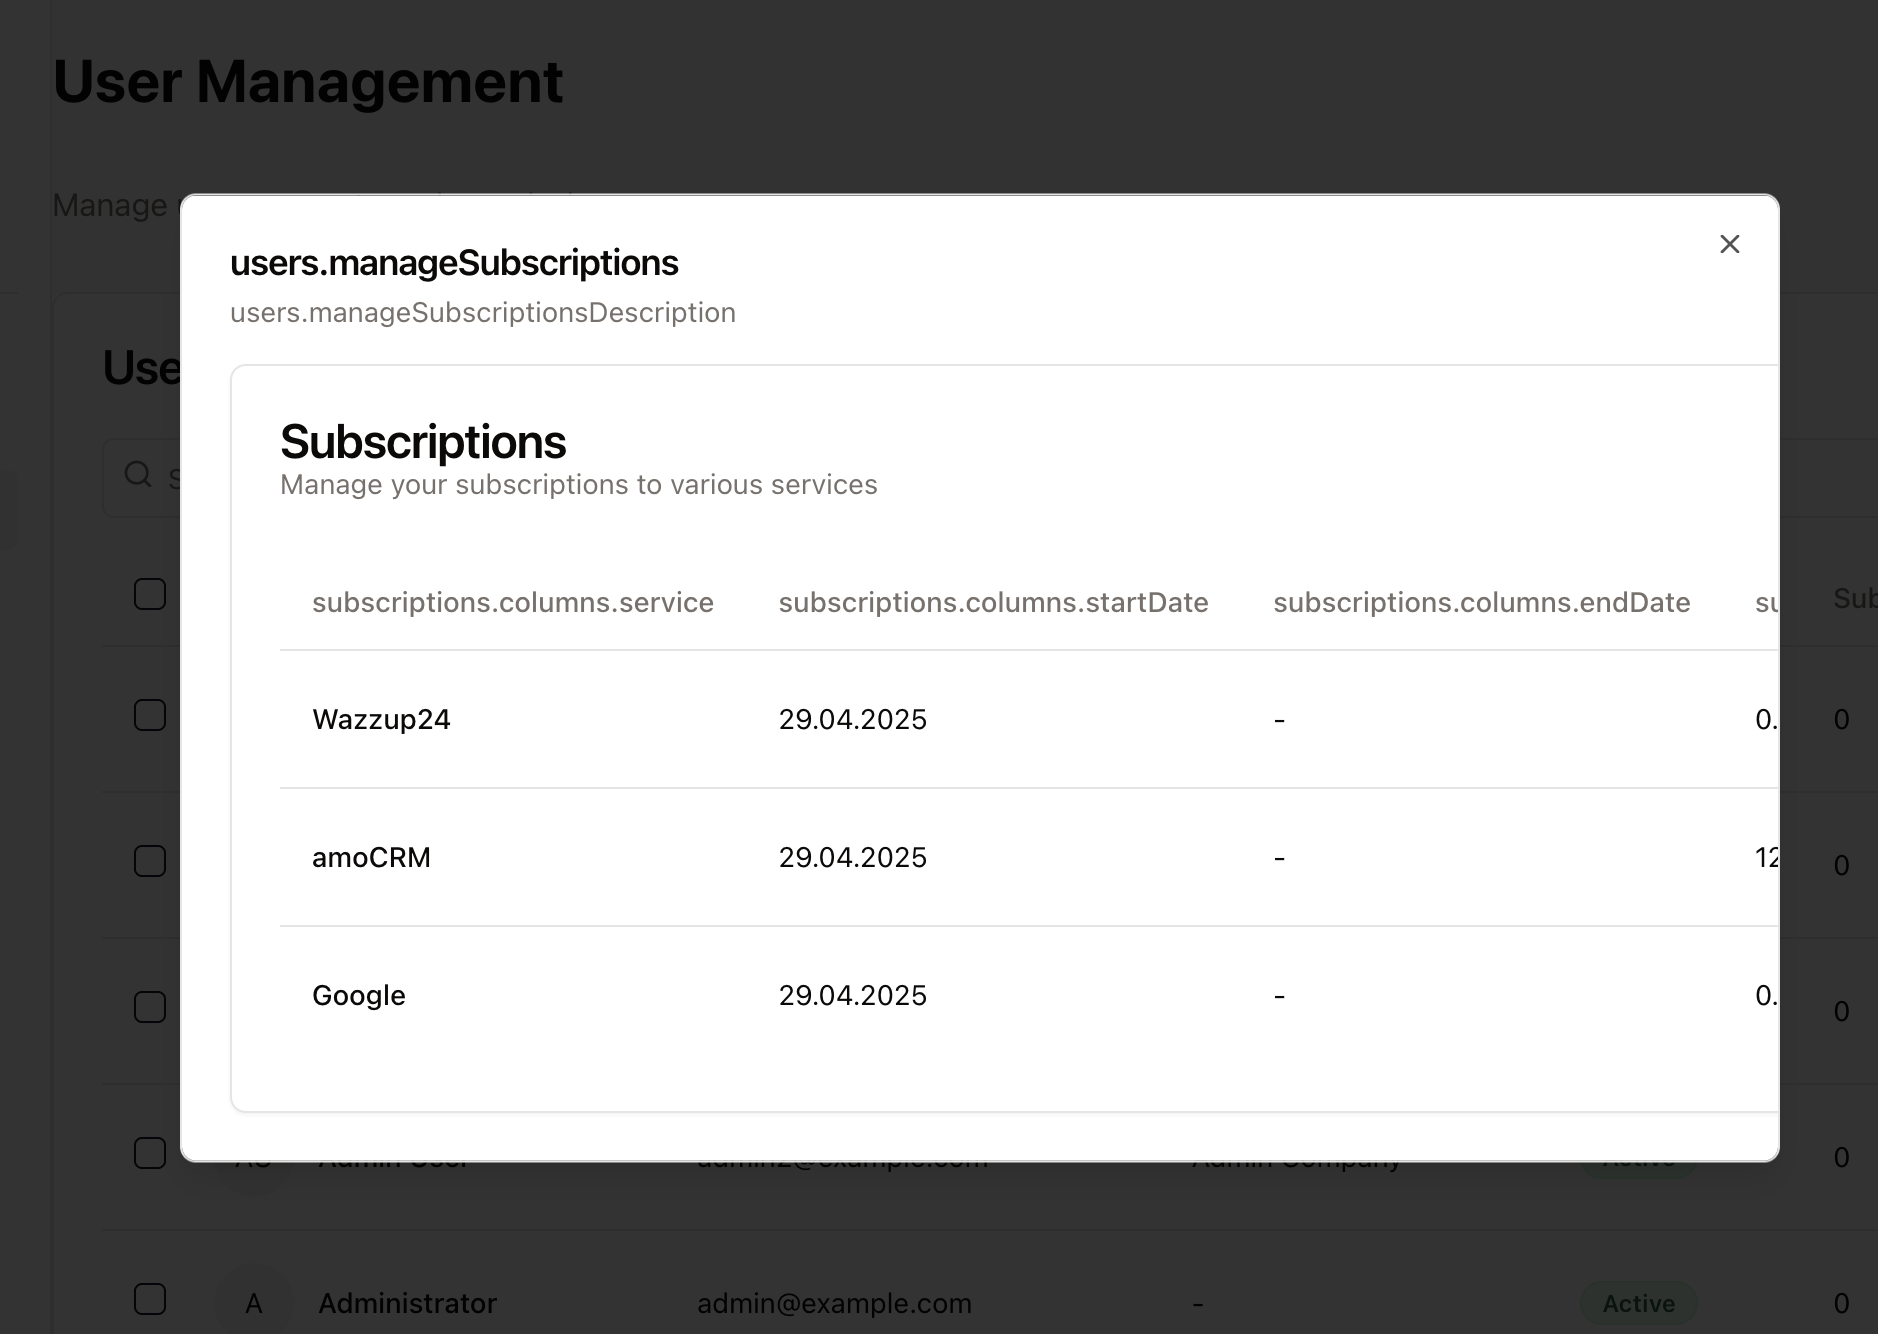 User Management
Manage
users.manageSubscriptions
users.manageSubscriptionsDescription
Use
Subscriptions
Manage your subscriptions to various services
S
subscriptions.columns.service subscriptions.columns.startDate subscriptions.columns.endDate su Sub
Wazzup24 29.04.2025 - 0. 0
amoCRM 29.04.2025 - 12 0
Google 29.04.2025 - 0. 0
Admin User admin2@example.com Admin Company Active 0
A Administrator admin@example.com - Active 0